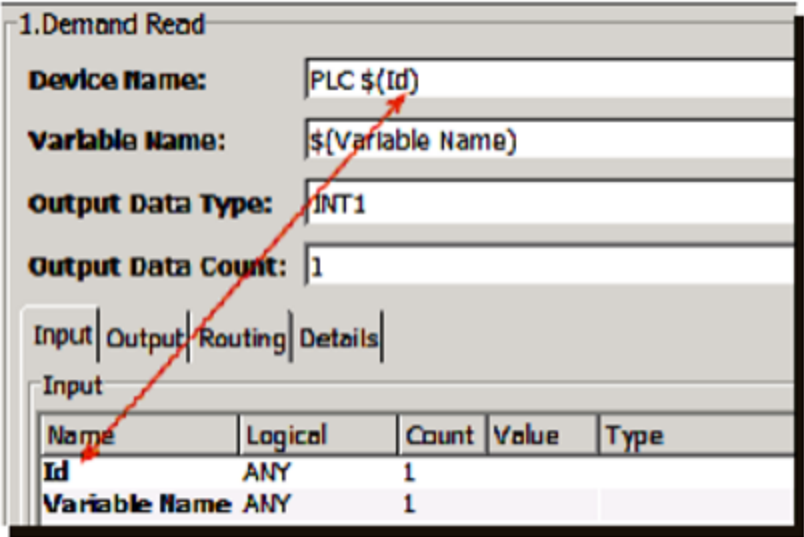 1.Demand Read
Device Name: PLC $(Id)
Variable Name: $(Variable Name)
Output Data Type: INT1
Output Data Count: 1
Input Output Routing Details
Input
Name Logical Count Value Type
Id ANY 1
Variable Name ANY 1